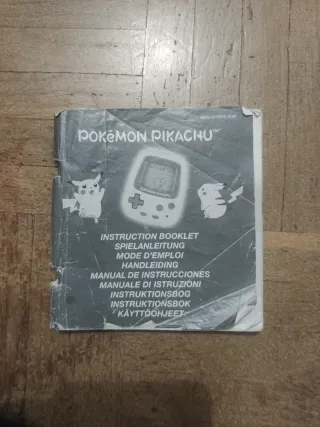 POKéMON PIKACHU™
INSTRUCTION BOOKLET
SPIELANLEITUNG
MODE D'EMPLOI
HANDLEIDING
MANUAL DE INSTRUCCIONES
MANUALE DI ISTRUZIONI
INSTRUKTIONSBOG
INSTRUKTIONSBOK
KÄYTTÖOHJEET